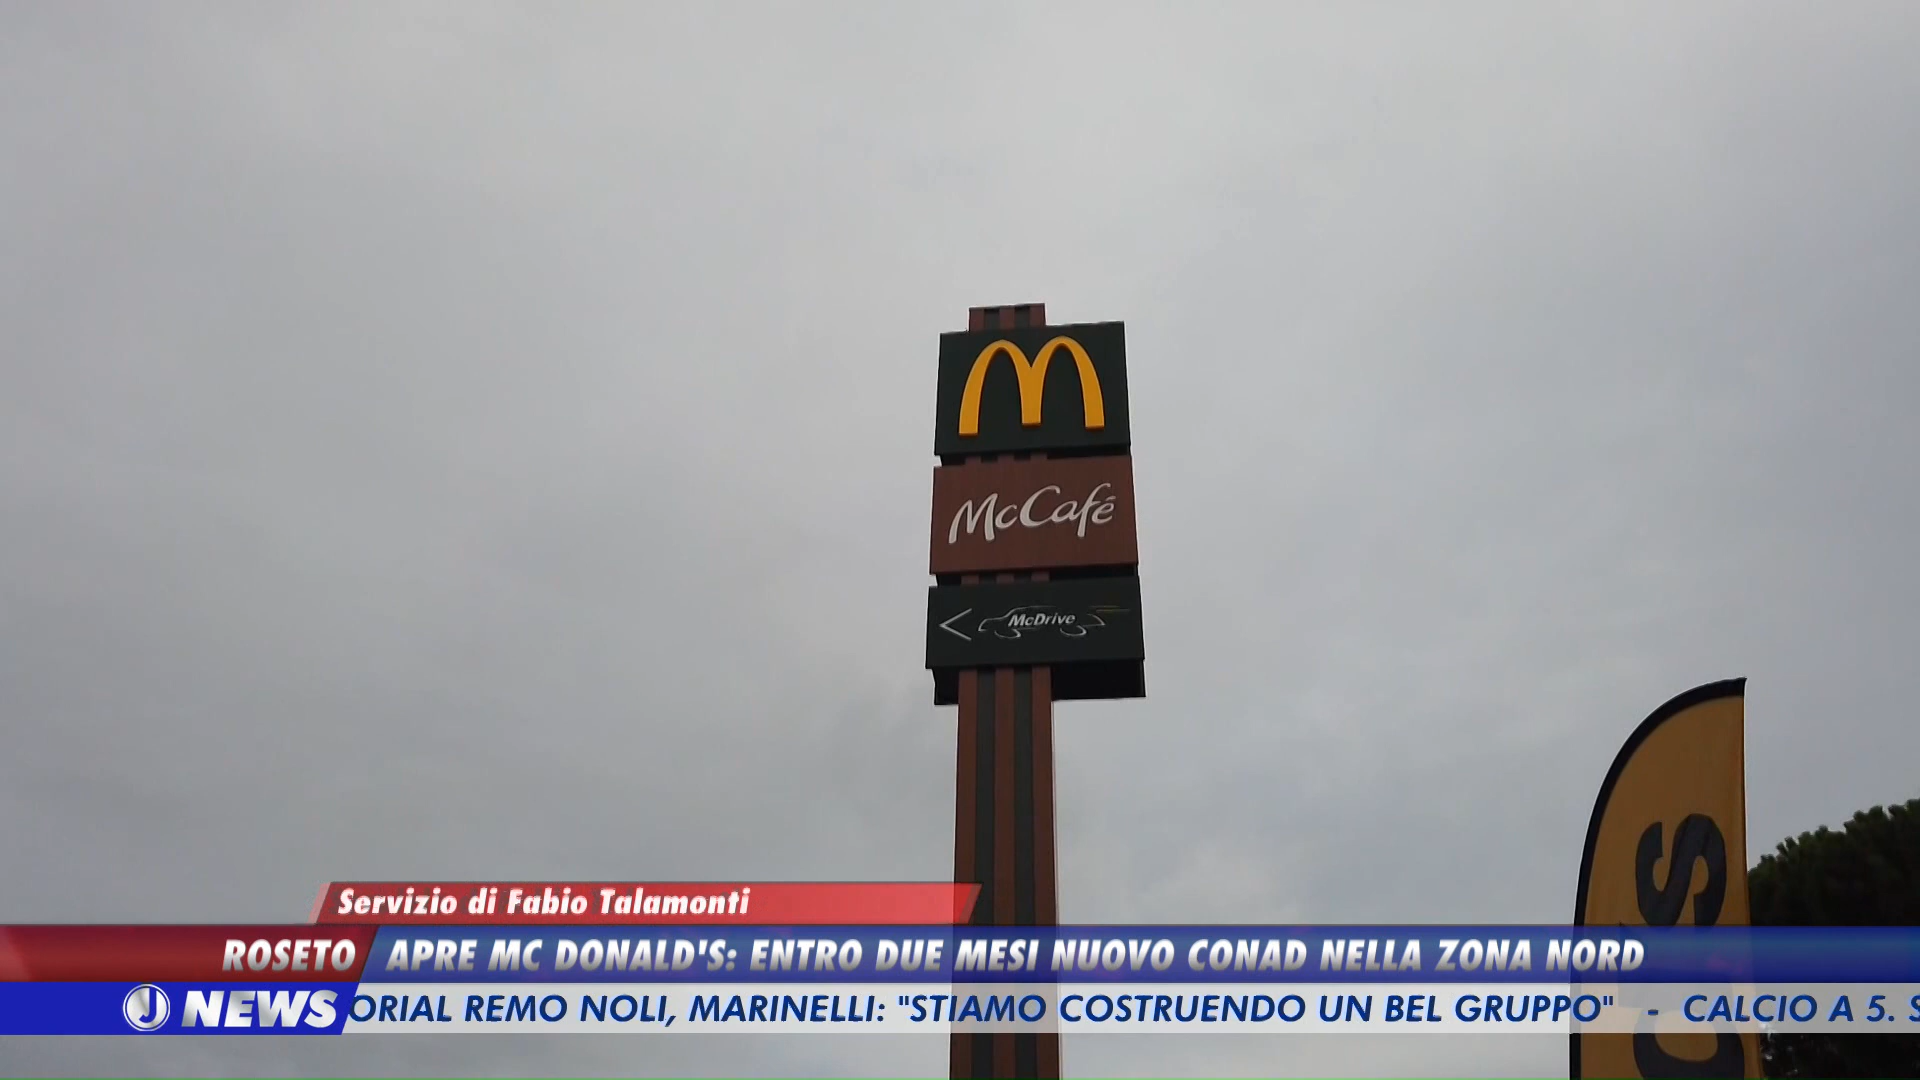 McCafé
McDrive
Servizio di Fabio Talamonti
ROSETO APRE MC DONALD'S: ENTRO DUE MESI NUOVO CONAD NELLA ZONA NORD
J NEWS ORIAL REMO NOLI, MARINELLI: "STIAMO COSTRUENDO UN BEL GRUPPO" - CALCIO A 5. S